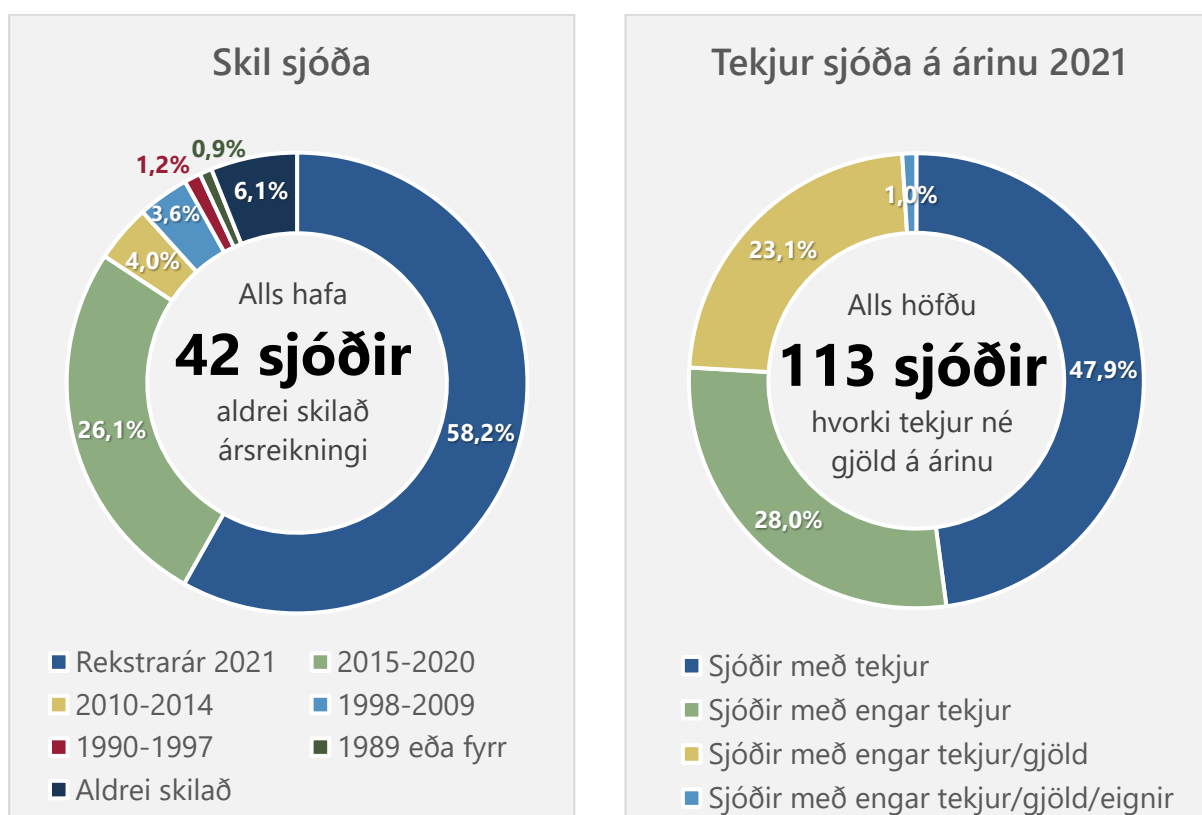 Skil sjóða
0,9%
1,2%
6,1%
3,6%
4,0%
26,1%
58,2%
Alls hafa
42 sjóðir
aldrei skilað
ársreikningi
Rekstrarár 2021
2015-2020
2010-2014
1998-2009
1990-1997
1989 eða fyrr
Aldrei skilað
Tekjur sjóða á árinu 2021
1,0%
23,1%
47,9%
28,0%
Alls höfðu
113 sjóðir
hvorki tekjur né
gjöld á árinu
Sjóðir með tekjur
Sjóðir með engar tekjur
Sjóðir með engar tekjur/gjöld
Sjóðir með engar tekjur/gjöld/eignir